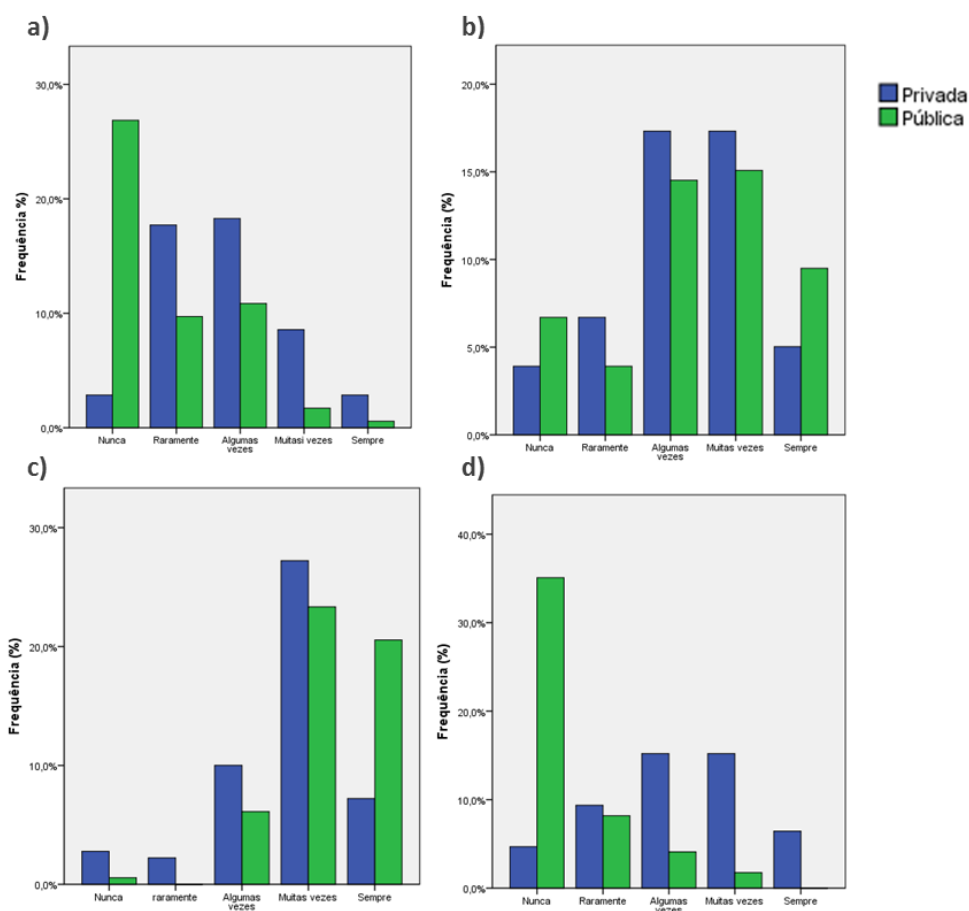 a)
30,0%
20,0%
10,0%
0,0%
Frequência %)
Nunca
Raramente
Algumas
vezes
Muitasi vezes
Sempre
b)
20,0%
15,0%
10,0%
5,0%
0,0%
Frequência (%)
Nunca
Raramente
Algumas
vezes
Muitas vezes
Sempre
Privada
Pública
c)
30,0%
20,0%
10,0%
0,0%
Frequência (%)
Nunca
raramente
Algumas
vezes
Muitas vezes
Sempre
d)
40,0%
30,0%
20,0%
10,0%
0,0%
Frequência (%)
Nunca
Raramente
Algumas
vezes
Muitas vezes
Sempre